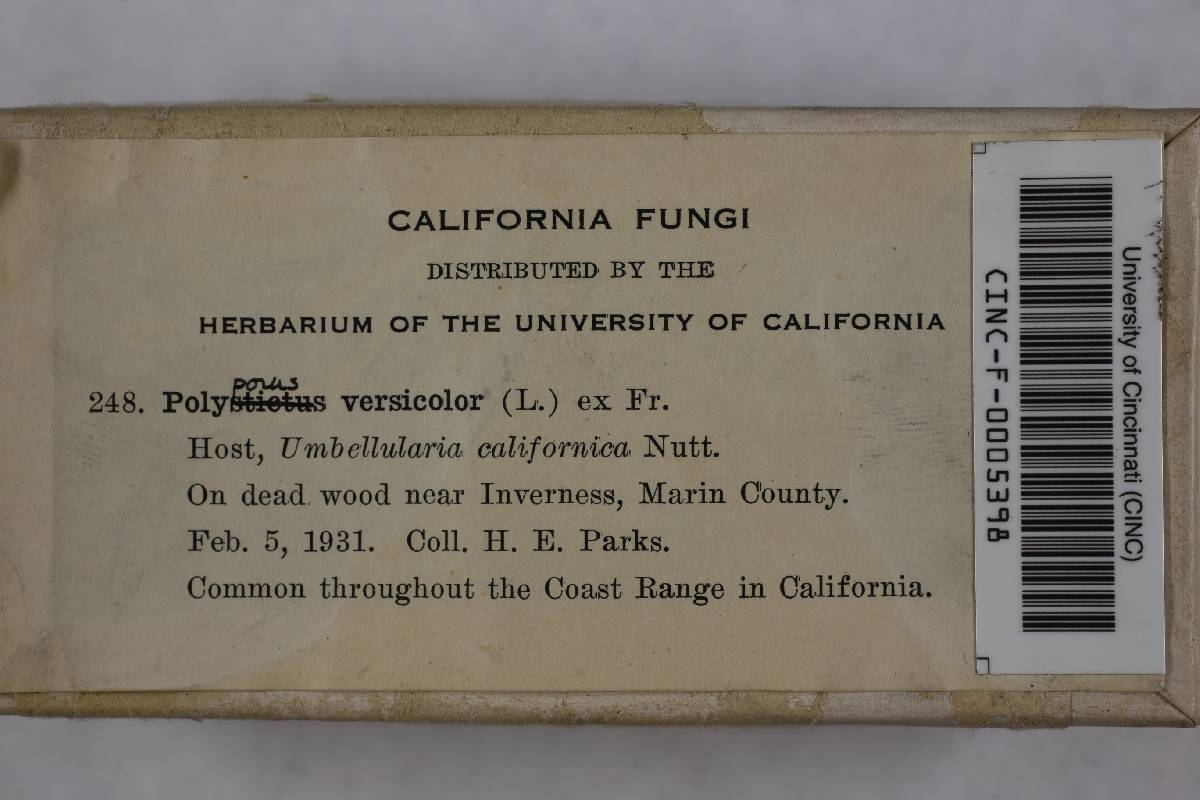 CALIFORNIA FUNGI
DISTRIBUTED BY THE
HERBARIUM OF THE UNIVERSITY OF CALIFORNIA
porus
248. Polystictus versicolor (L.) ex Fr.
Host, Umbellularia californica Nutt.
On dead wood near Inverness, Marin County.
Feb. 5, 1931. Coll. H. E. Parks.
Common throughout the Coast Range in California.
University of Cincinnati (CINC)
CINC-F-0005398